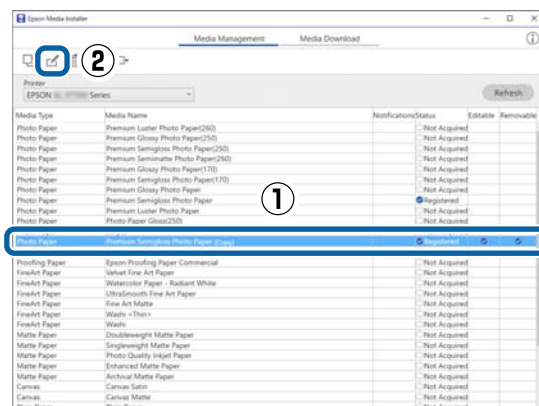 Epson Media Installer
Media Management Media Download
②
Printer
EPSON Series
Refresh
Media Type Media Name Notifications Status Editable Removable
Photo Paper Premium Luster Photo Paper(260) Not Acquired
Photo Paper Premium Glossy Photo Paper(250) Not Acquired
Photo Paper Premium Semigloss Photo Paper(250) Not Acquired
Photo Paper Premium Semimatte Photo Paper(260) Not Acquired
Photo Paper Premium Glossy Photo Paper(170) Not Acquired
Photo Paper Premium Semigloss Photo Paper(170) Not Acquired
Photo Paper Premium Glossy Photo Paper Not Acquired
Photo Paper Premium Semigloss Photo Paper Registered
Photo Paper Premium Luster Photo Paper Not Acquired
Photo Paper Photo Paper Gloss(250) Not Acquired
①
Photo Paper Premium Semigloss Photo Paper (Copy) Registered
Proofing Paper Epson Proofing Paper Commercial Not Acquired
FineArt Paper Velvet Fine Art Paper Not Acquired
FineArt Paper Watercolor Paper - Radiant White Not Acquired
FineArt Paper UltraSmooth Fine Art Paper Not Acquired
FineArt Paper Fine Art Matte Not Acquired
FineArt Paper Washi <Thin> Not Acquired
FineArt Paper Washi Not Acquired
Matte Paper Doubleweight Matte Paper Not Acquired
Matte Paper Singleweight Matte Paper Not Acquired
Matte Paper Photo Quality Inkjet Paper Not Acquired
Matte Paper Enhanced Matte Paper Not Acquired
Matte Paper Archival Matte Paper Not Acquired
Canvas Canvas Satin Not Acquired
Canvas Canvas Matte Not Acquired